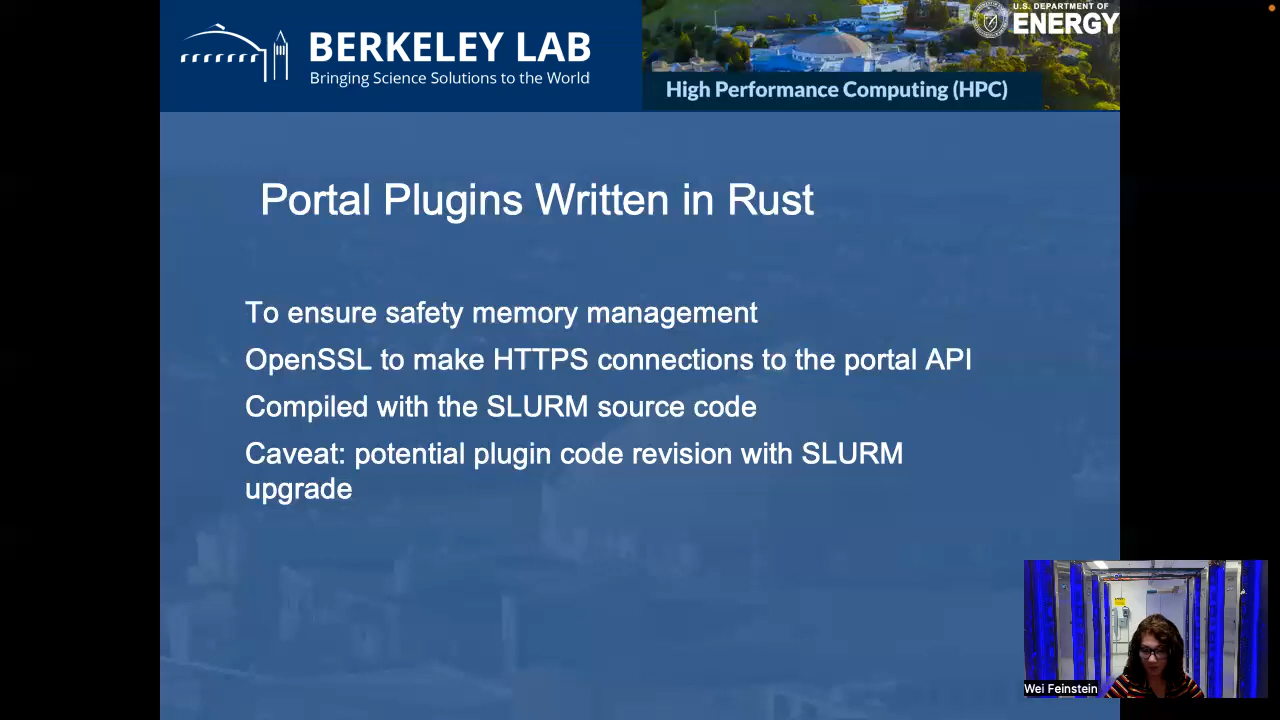 BERKELEY LAB
Bringing Science Solutions to the World
U.S. DEPARTMENT OF
ENERGY
High Performance Computing (HPC)
Portal Plugins Written in Rust
To ensure safety memory management
OpenSSL to make HTTPS connections to the portal API
Compiled with the SLURM source code
Caveat: potential plugin code revision with SLURM
upgrade
Wei Feinstein